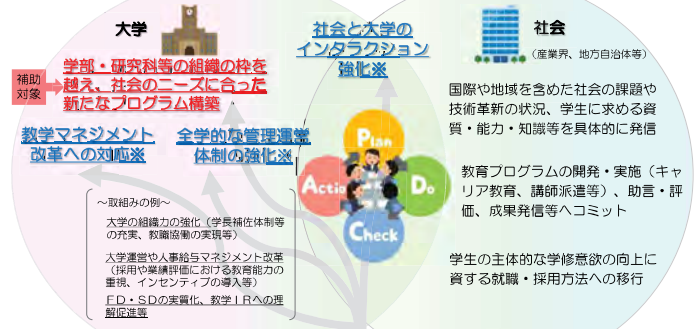 大学
補助
対象
学部・研究科等の組織の枠を
越え、社会のニーズに合った
新たなプログラム構築
教学マネジメント
改革への対応※
全学的な管理運営
体制の強化※
～取組みの例～
大学の組織力の強化（学長補佐体制等
の充実、教職協働の実現等）
大学運営や人事給与マネジメント改革
（採用や業績評価における教育能力の
重視、インセンティブの導入等）
ＦＤ・ＳＤの実質化、教学ＩＲへの理
解促進等
社会と大学の
インタラクション
強化※
Plan
Do
Check
Actio
社会
（産業界、地方自治体等）
国際や地域を含めた社会の課題や
技術革新の状況、学生に求める資
質・能力・知識等を具体的に発信
教育プログラムの開発・実施（キャ
リア教育、講師派遣等）、助言・評
価、成果発信等へコミット
学生の主体的な学修意欲の向上に
資する就職・採用方法への移行